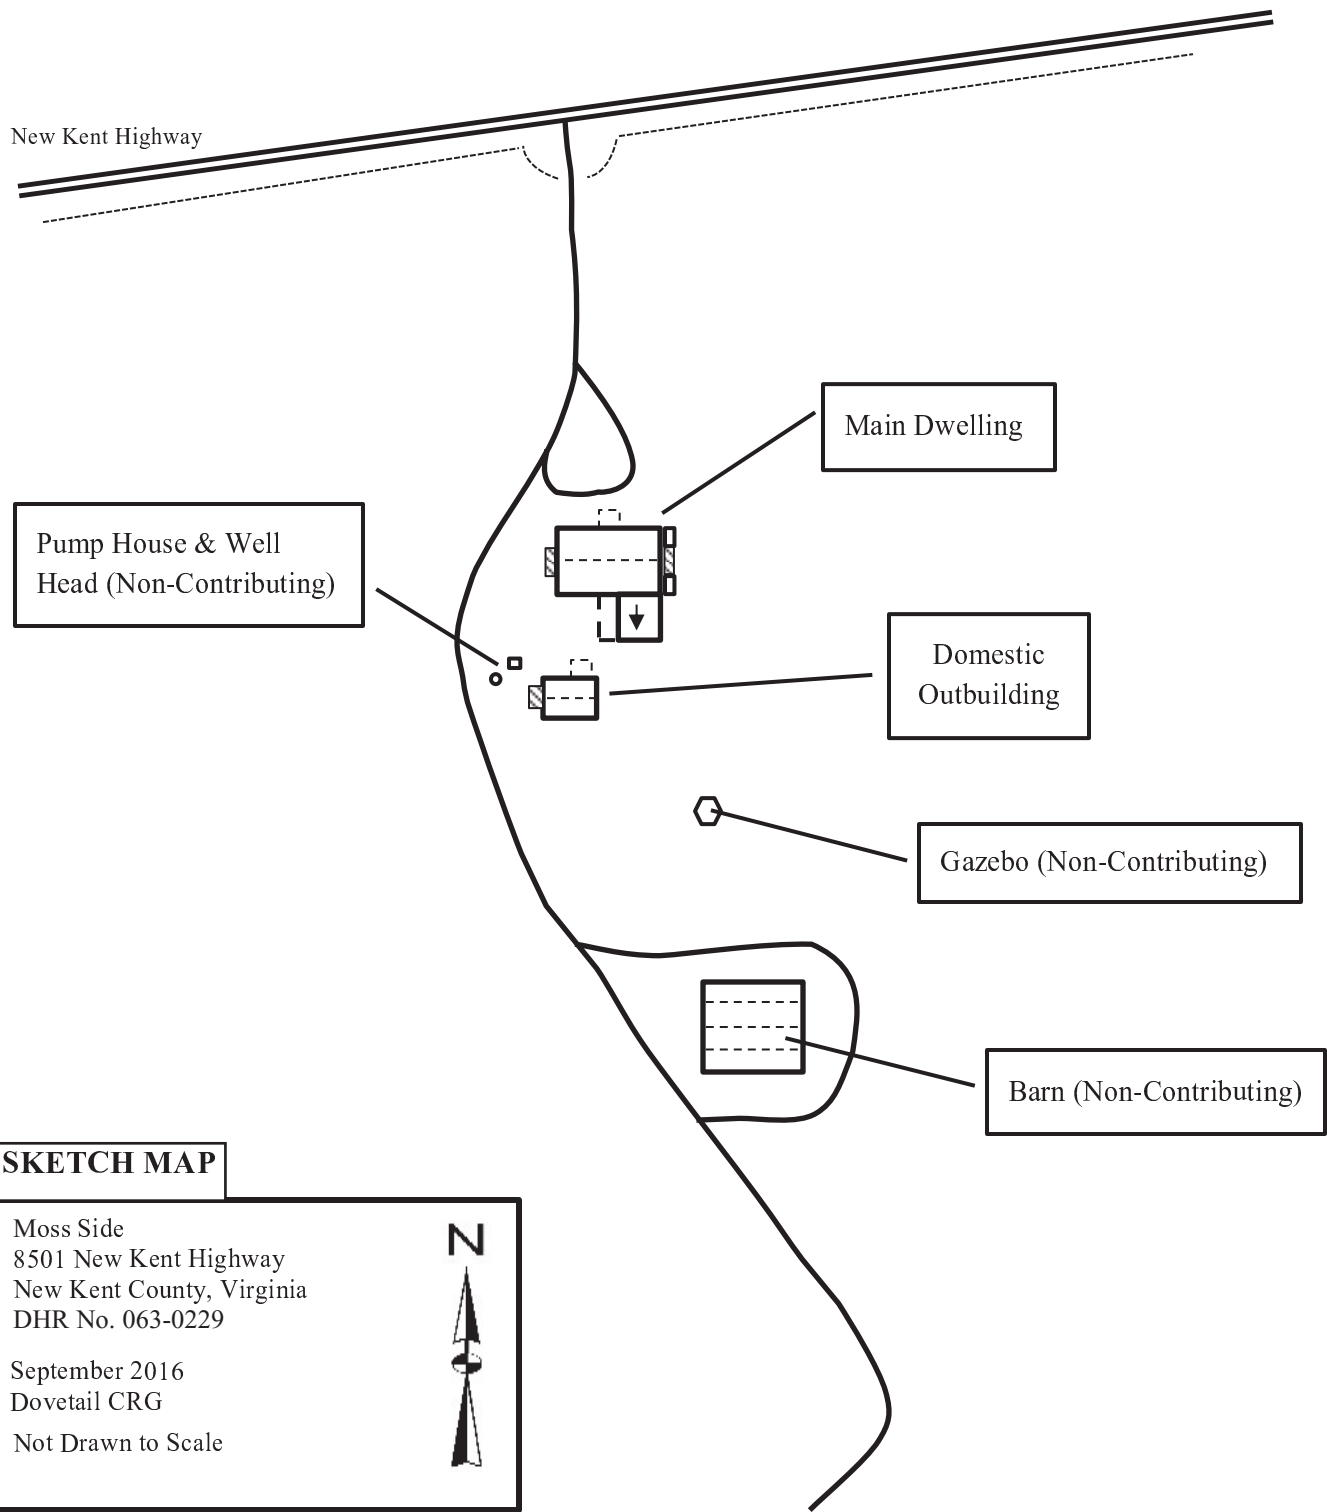 New Kent Highway
Main Dwelling
Pump House & Well
Head (Non-Contributing)
Domestic
Outbuilding
Gazebo (Non-Contributing)
Barn (Non-Contributing)
SKETCH MAP
Moss Side
8501 New Kent Highway
New Kent County, Virginia
DHR No. 063-0229
September 2016
Dovetail CRG
Not Drawn to Scale
N